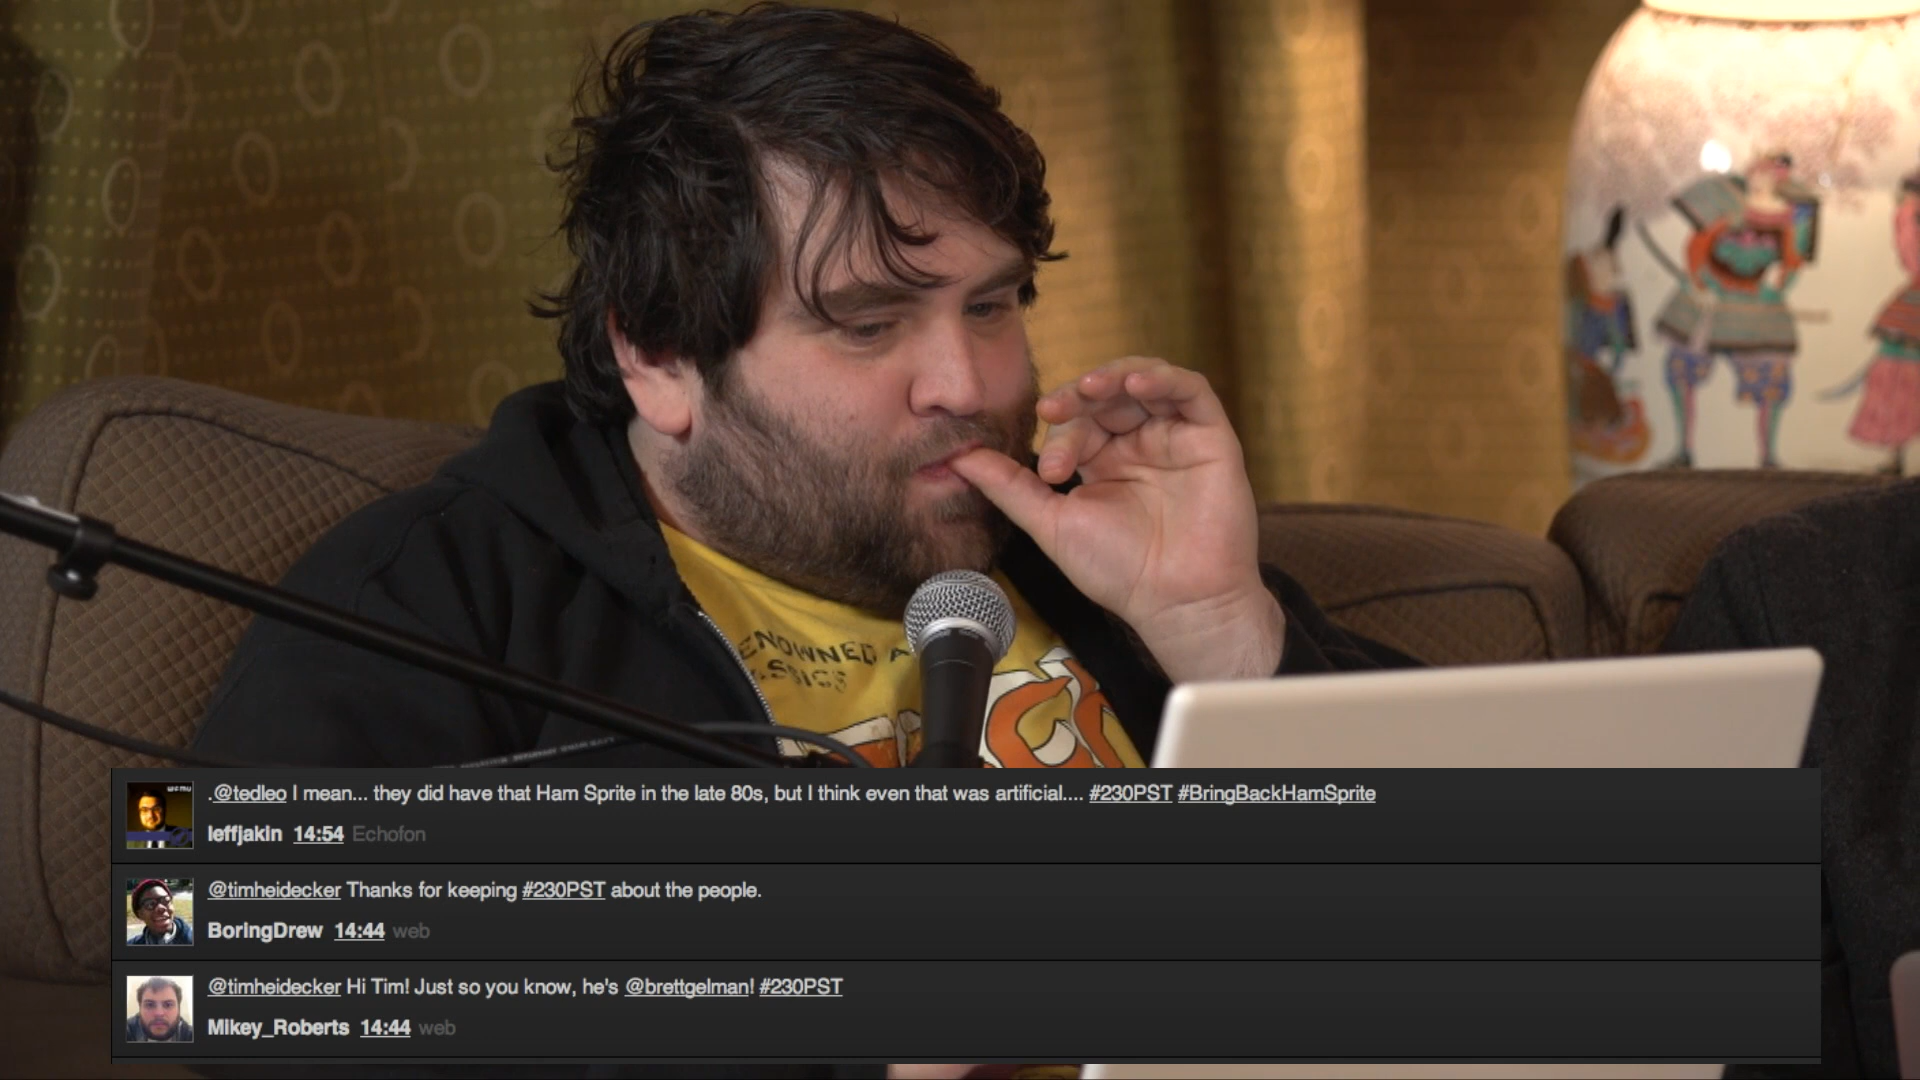 ENOWNED A
.@tedleo I mean... they did have that Ham Sprite in the late 80s, but I think even that was artificial.... #230PST #BringBackHamSprite
leffjakin 14:54 Echofon
@timheidecker Thanks for keeping #230PST about the people.
BoringDrew 14:44 web
@timheidecker Hi Tim! Just so you know, he's @brettgelman! #230PST
Mikey_Roberts 14:44 web